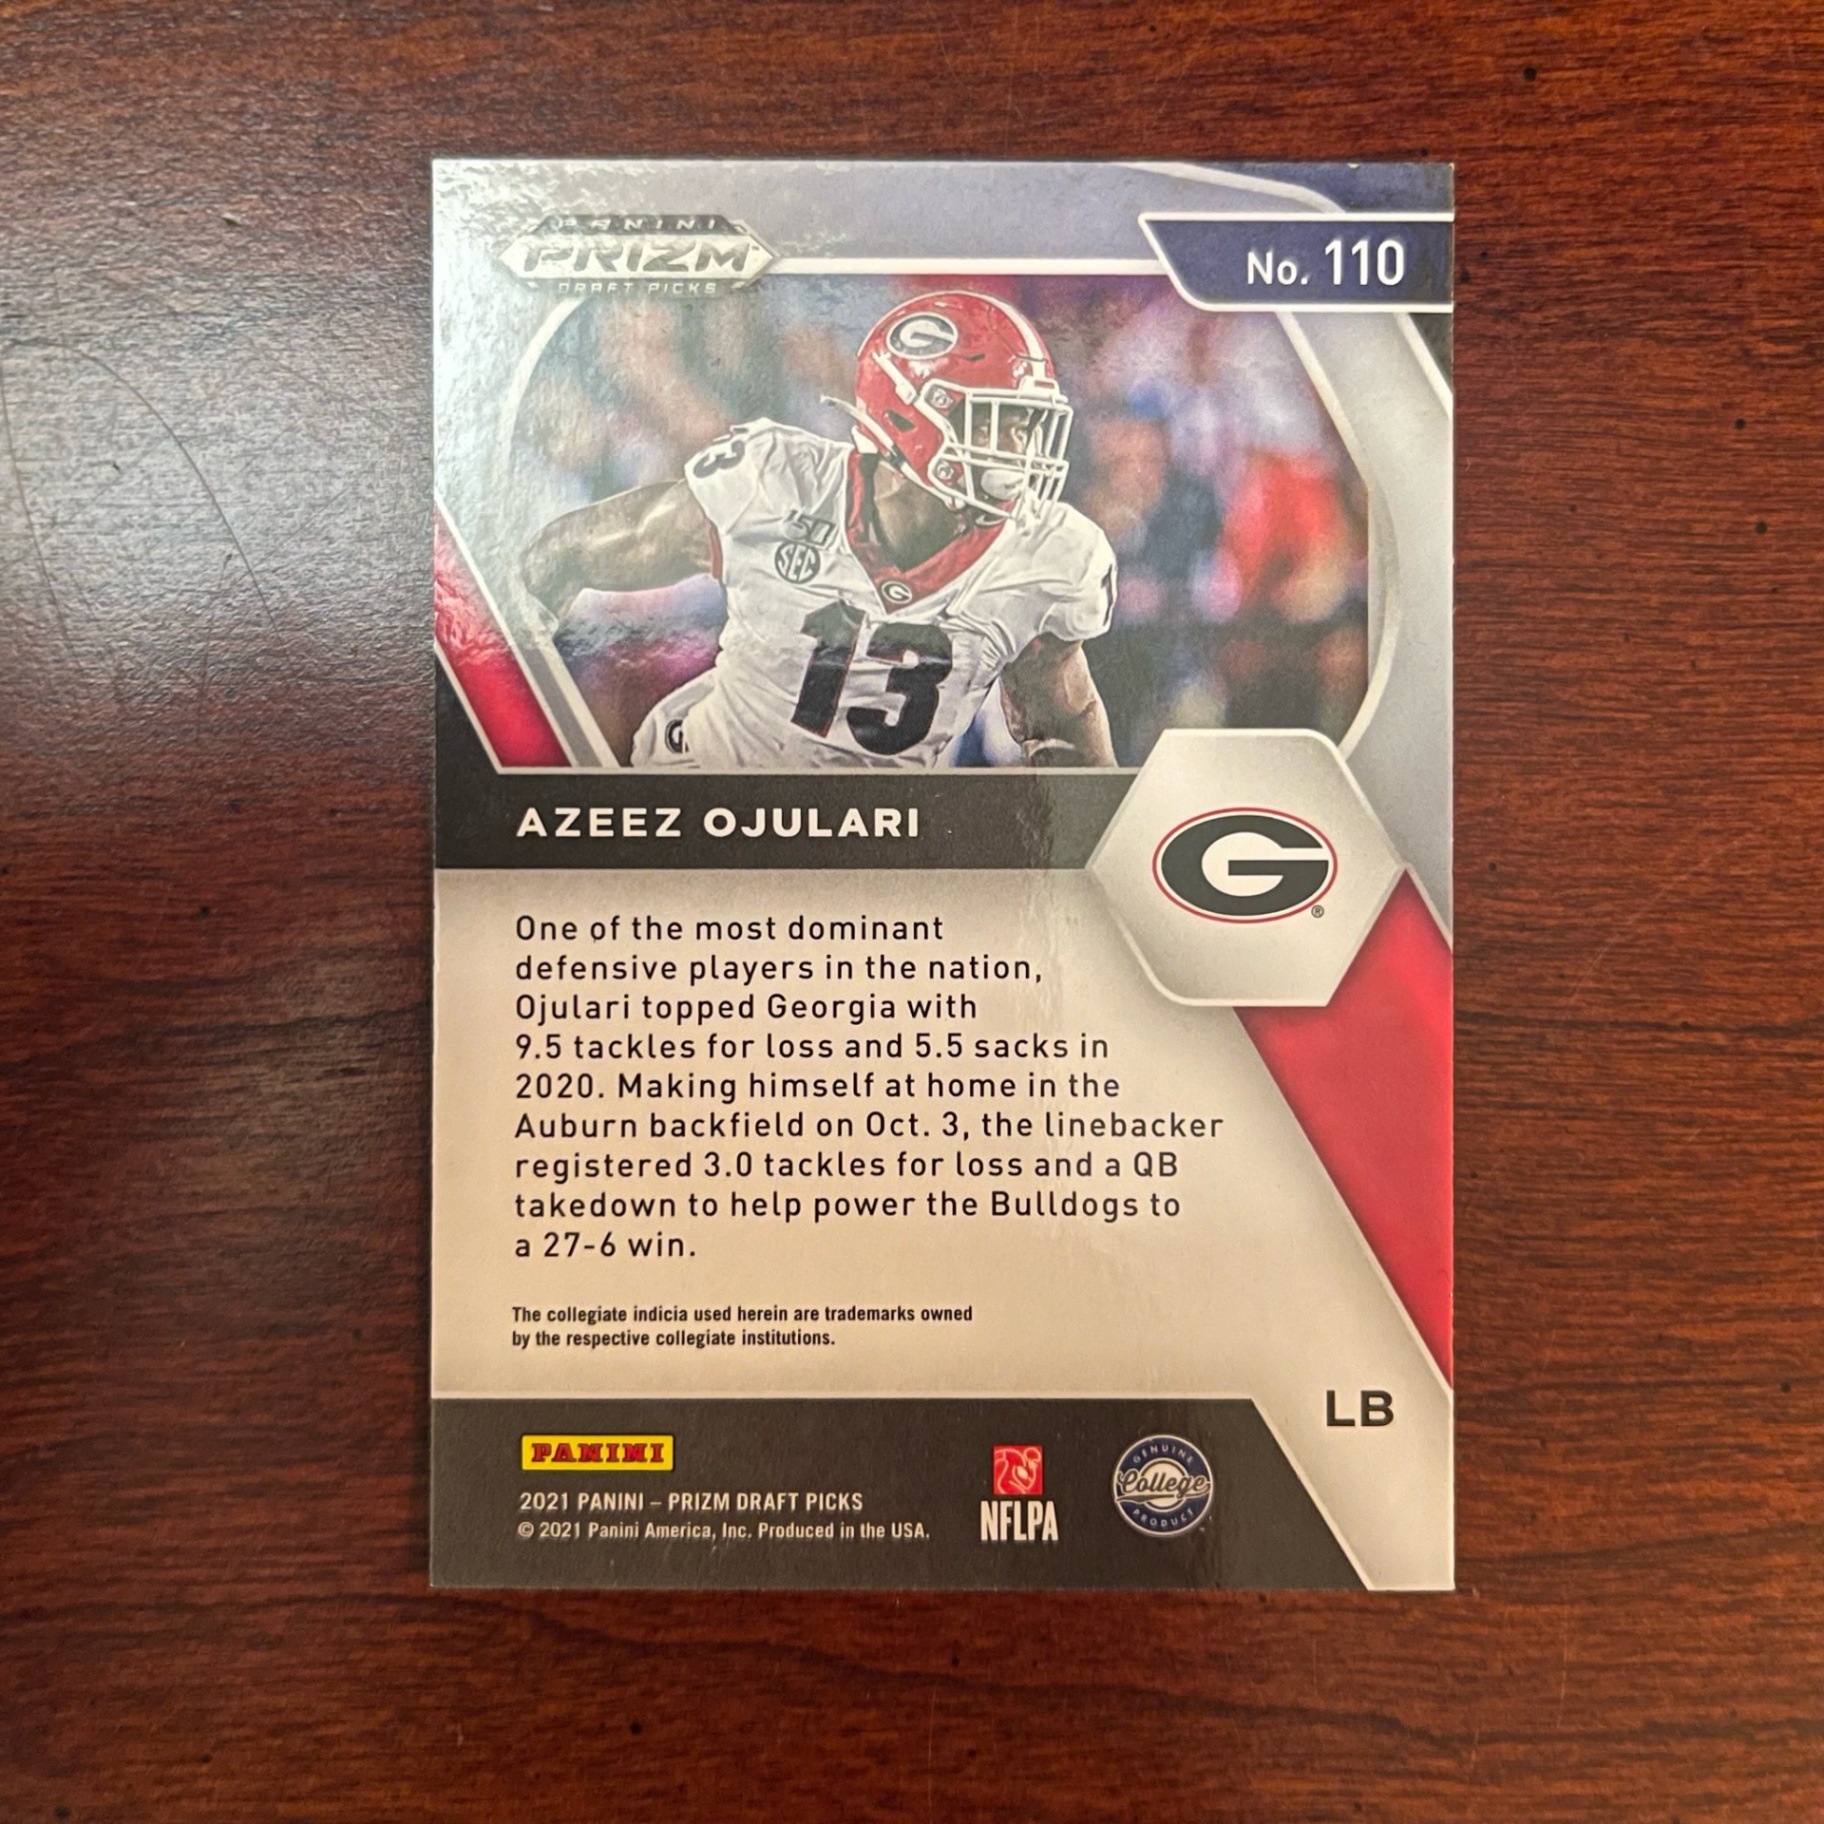 PANINI
PRIZM
DRAFT PICKS
No. 110
G
13
150
SEC
G
1
13
G
AZEEZ OJULARI
G®
One of the most dominant
defensive players in the nation,
Ojulari topped Georgia with
9.5 tackles for loss and 5.5 sacks in
2020. Making himself at home in the
Auburn backfield on Oct. 3, the linebacker
registered 3.0 tackles for loss and a QB
takedown to help power the Bulldogs to
a 27-6 win.
The collegiate indicia used herein are trademarks owned
by the respective collegiate institutions.
LB
PANINI
2021 PANINI – PRIZM DRAFT PICKS
© 2021 Panini America, Inc. Produced in the USA.
NFLPA
GENUINE
College
PRODUCT